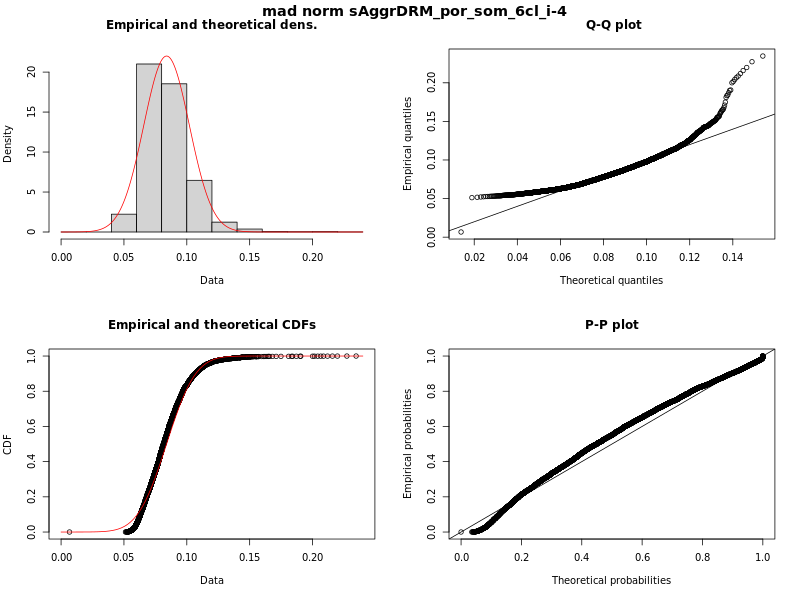 mad norm sAggrDRM_por_som_6cl_i-4
Empirical and theoretical dens.
Density
0
5
10
15
20
0.00 0.05 0.10 0.15 0.20
Data
Q-Q plot
Empirical quantiles
0.00 0.05 0.10 0.15 0.20
0.02 0.04 0.06 0.08 0.10 0.12 0.14
Theoretical quantiles
Empirical and theoretical CDFs
CDF
0.0 0.2 0.4 0.6 0.8 1.0
0.00 0.05 0.10 0.15 0.20
Data
P-P plot
Empirical probabilities
0.0 0.2 0.4 0.6 0.8 1.0
0.0 0.2 0.4 0.6 0.8 1.0
Theoretical probabilities